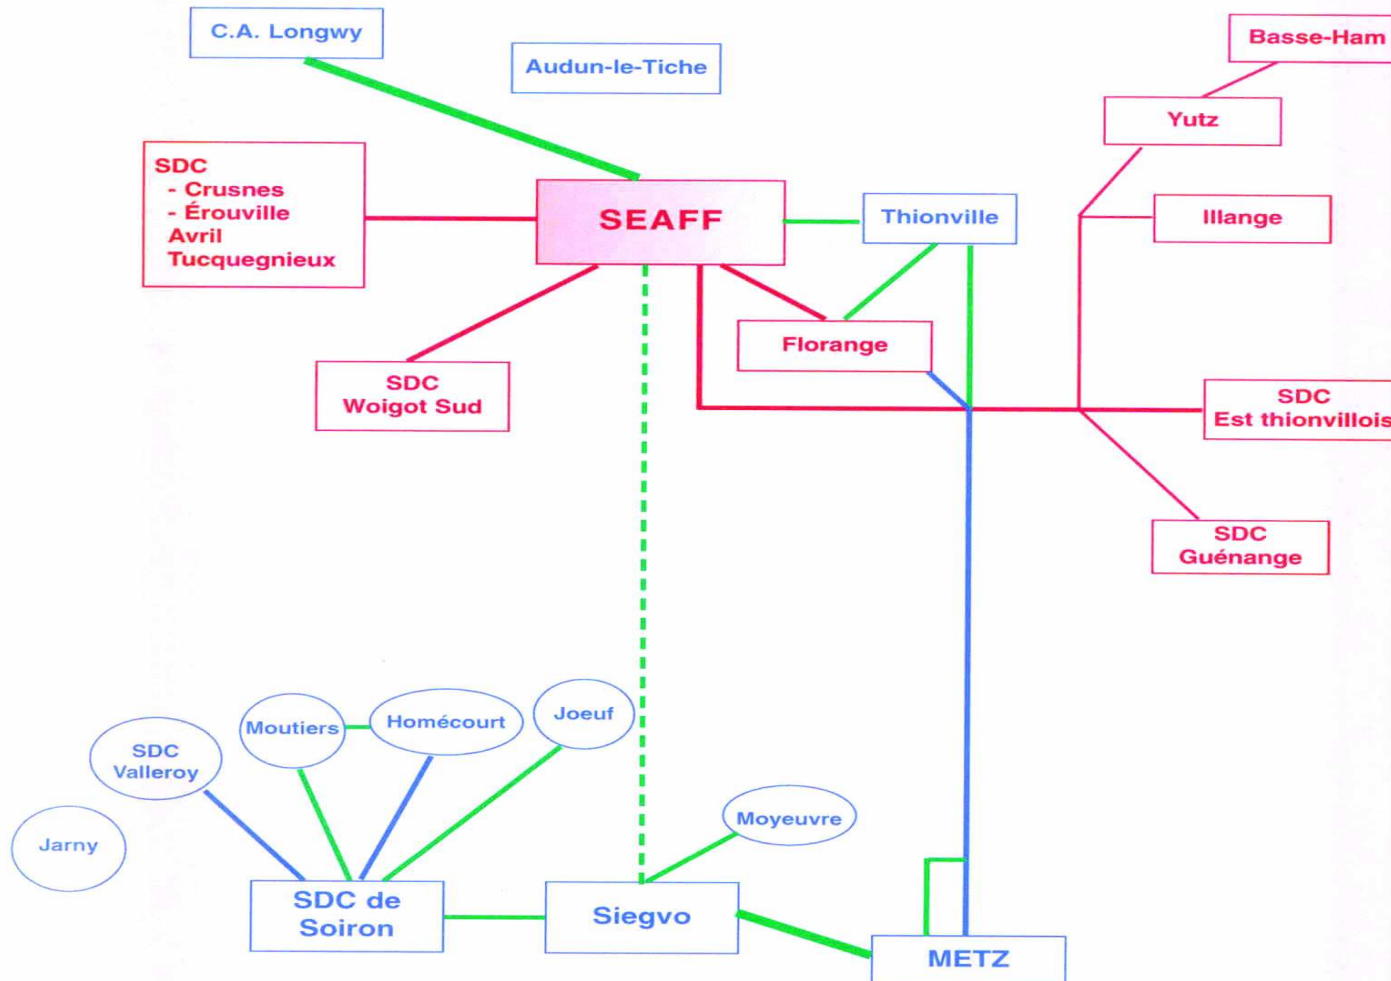 C.A. Longwy
Audun-le-Tiche
Basse-Ham
Yutz
SDC
- Crusnes
- Érouville
Avril
Tucquegnieux
SEAFF
Thionville
Illange
Florange
SDC
Woigot Sud
SDC
Est thionvillois
SDC
Guénange
Moutiers
Homécourt
Joeuf
SDC
Valleroy
Jarny
Moyeuvre
SDC de
Soiron
Siegvo
METZ